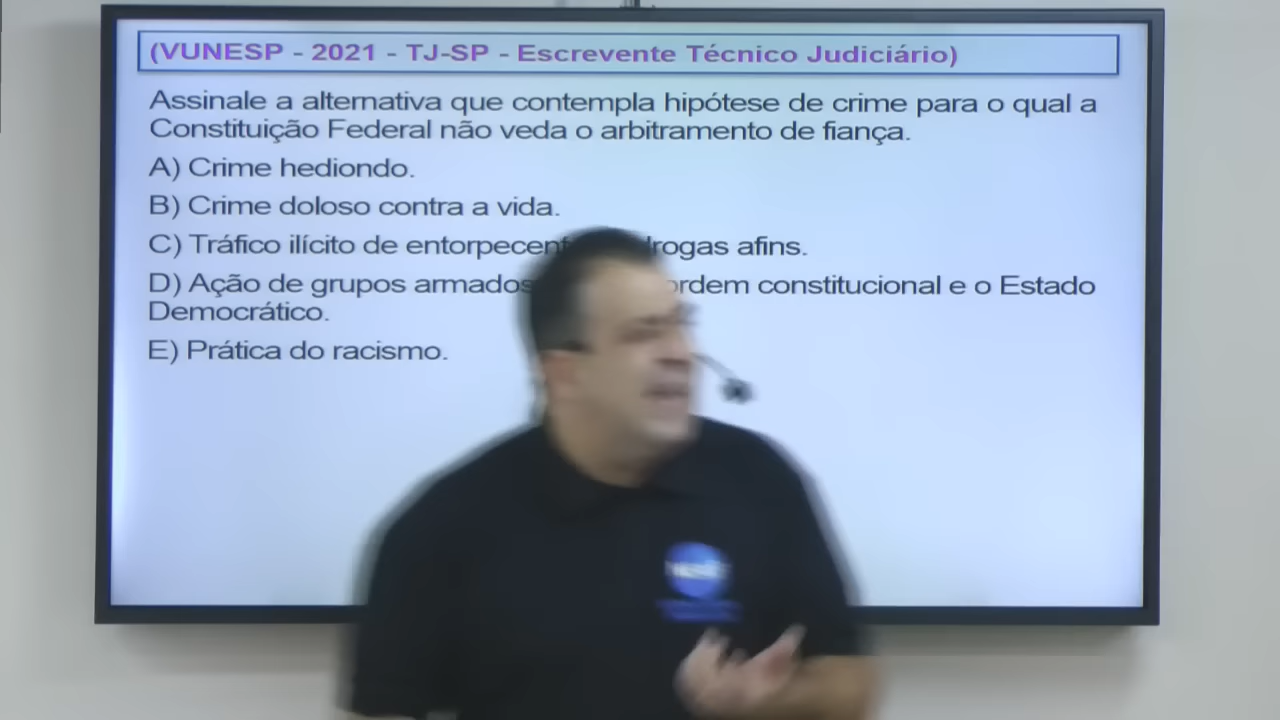 (VUNESP - 2021 - TJ-SP - Escrevente Técnico Judiciário)
Assinale a alternativa que contempla hipótese de crime para o qual a
Constituição Federal não veda o arbitramento de fiança.
A) Crime hediondo.
B) Crime doloso contra a vida.
C) Tráfico ilícito de entorpecent rogas afins.
D) Ação de grupos armados rdem constitucional e o Estado
Democrático.
E) Prática do racismo.